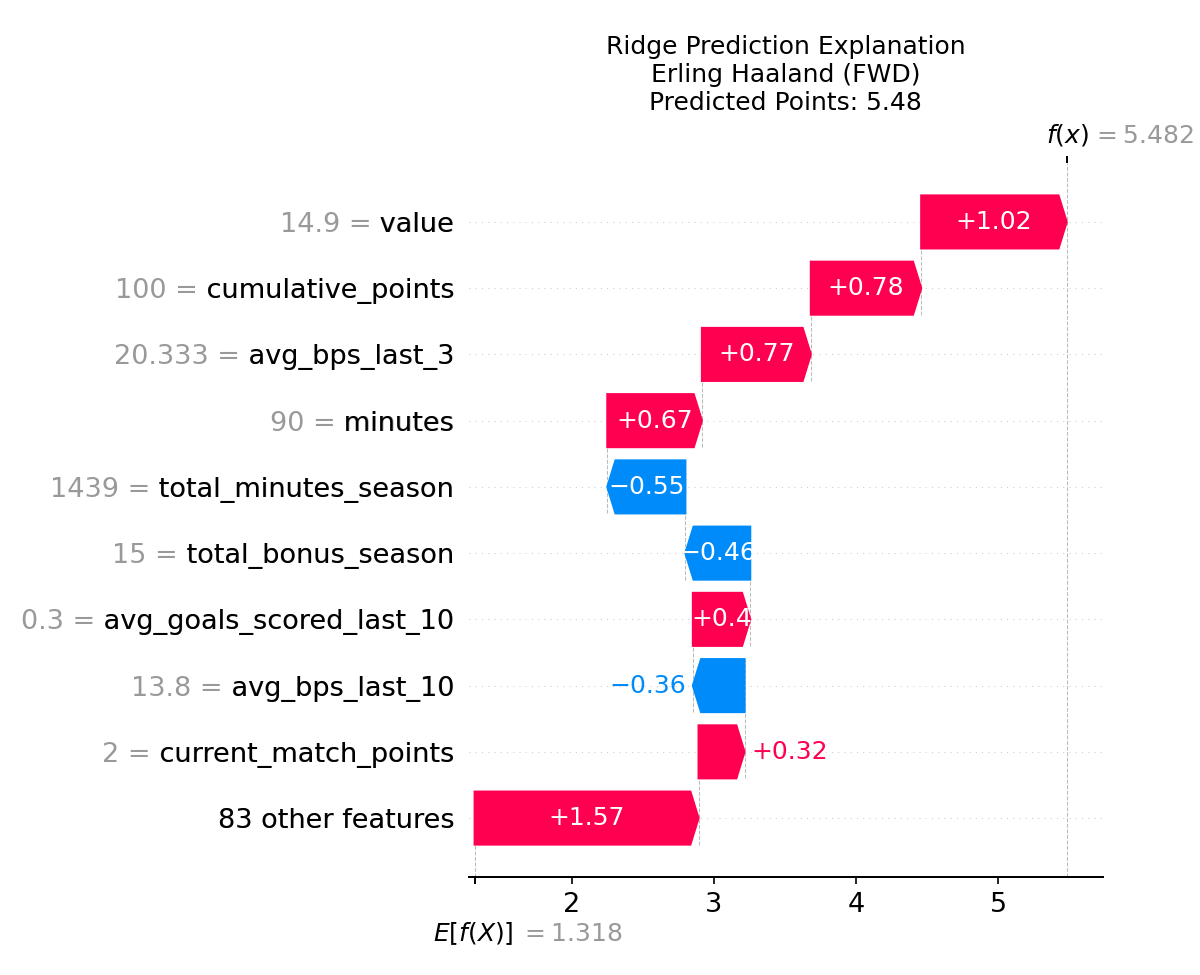 Ridge Prediction Explanation
Erling Haaland (FWD)
Predicted Points: 5.48
f(x) = 5.482
14.9 = value +1.02
100 = cumulative_points +0.78
20.333 = avg_bps_last_3 +0.77
90 = minutes +0.67
1439 = total_minutes_season −0.55
15 = total_bonus_season −0.46
0.3 = avg_goals_scored_last_10 +0.4
13.8 = avg_bps_last_10 −0.36
2 = current_match_points +0.32
83 other features +1.57
2 3 4 5
E[f(X)] = 1.318